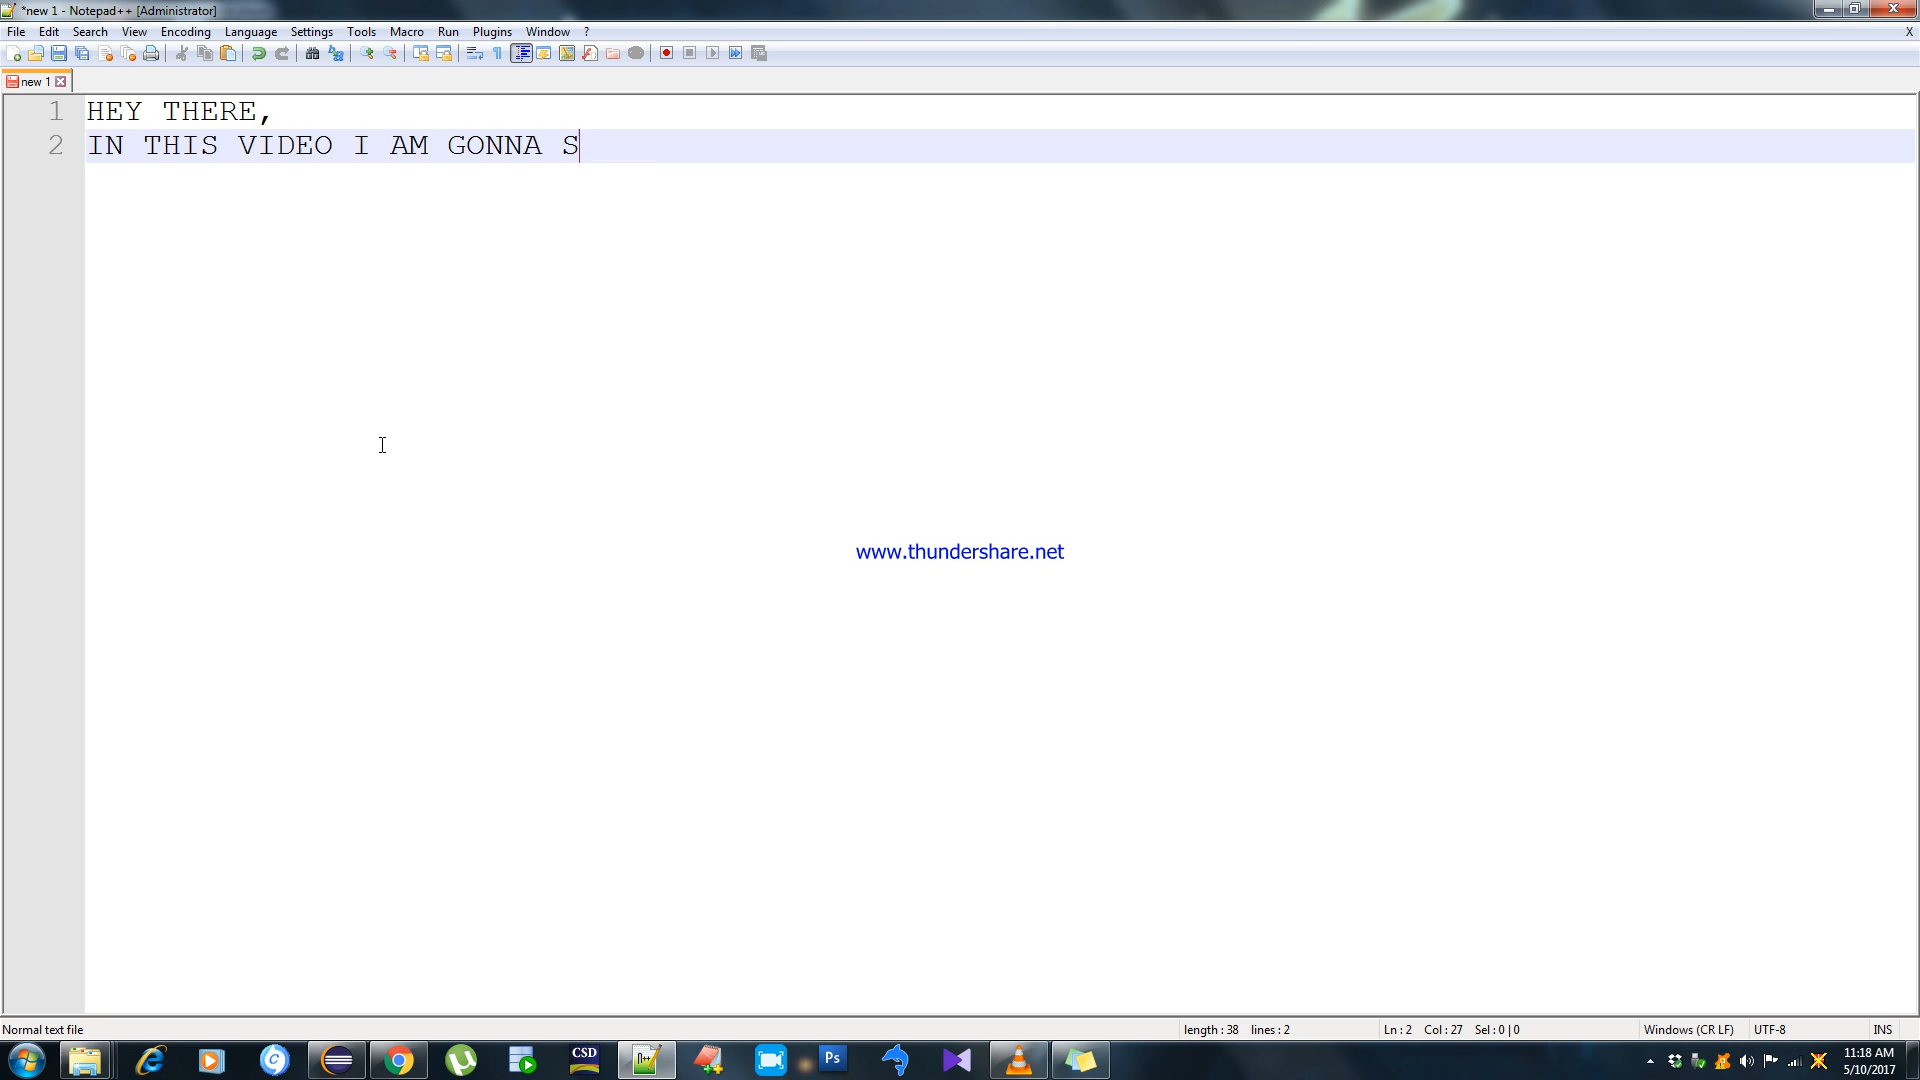 *new 1 - Notepad++ [Administrator]
File Edit Search View Encoding Language Settings Tools Macro Run Plugins Window ? X
new 1
1 HEY THERE,
2 IN THIS VIDEO I AM GONNA S
www.thundershare.net
Normal text file length : 38 lines : 2 Ln : 2 Col : 27 Sel : 0 | 0 Windows (CR LF) UTF-8 INS
CSD
n++
Ps
11:18 AM
5/10/2017